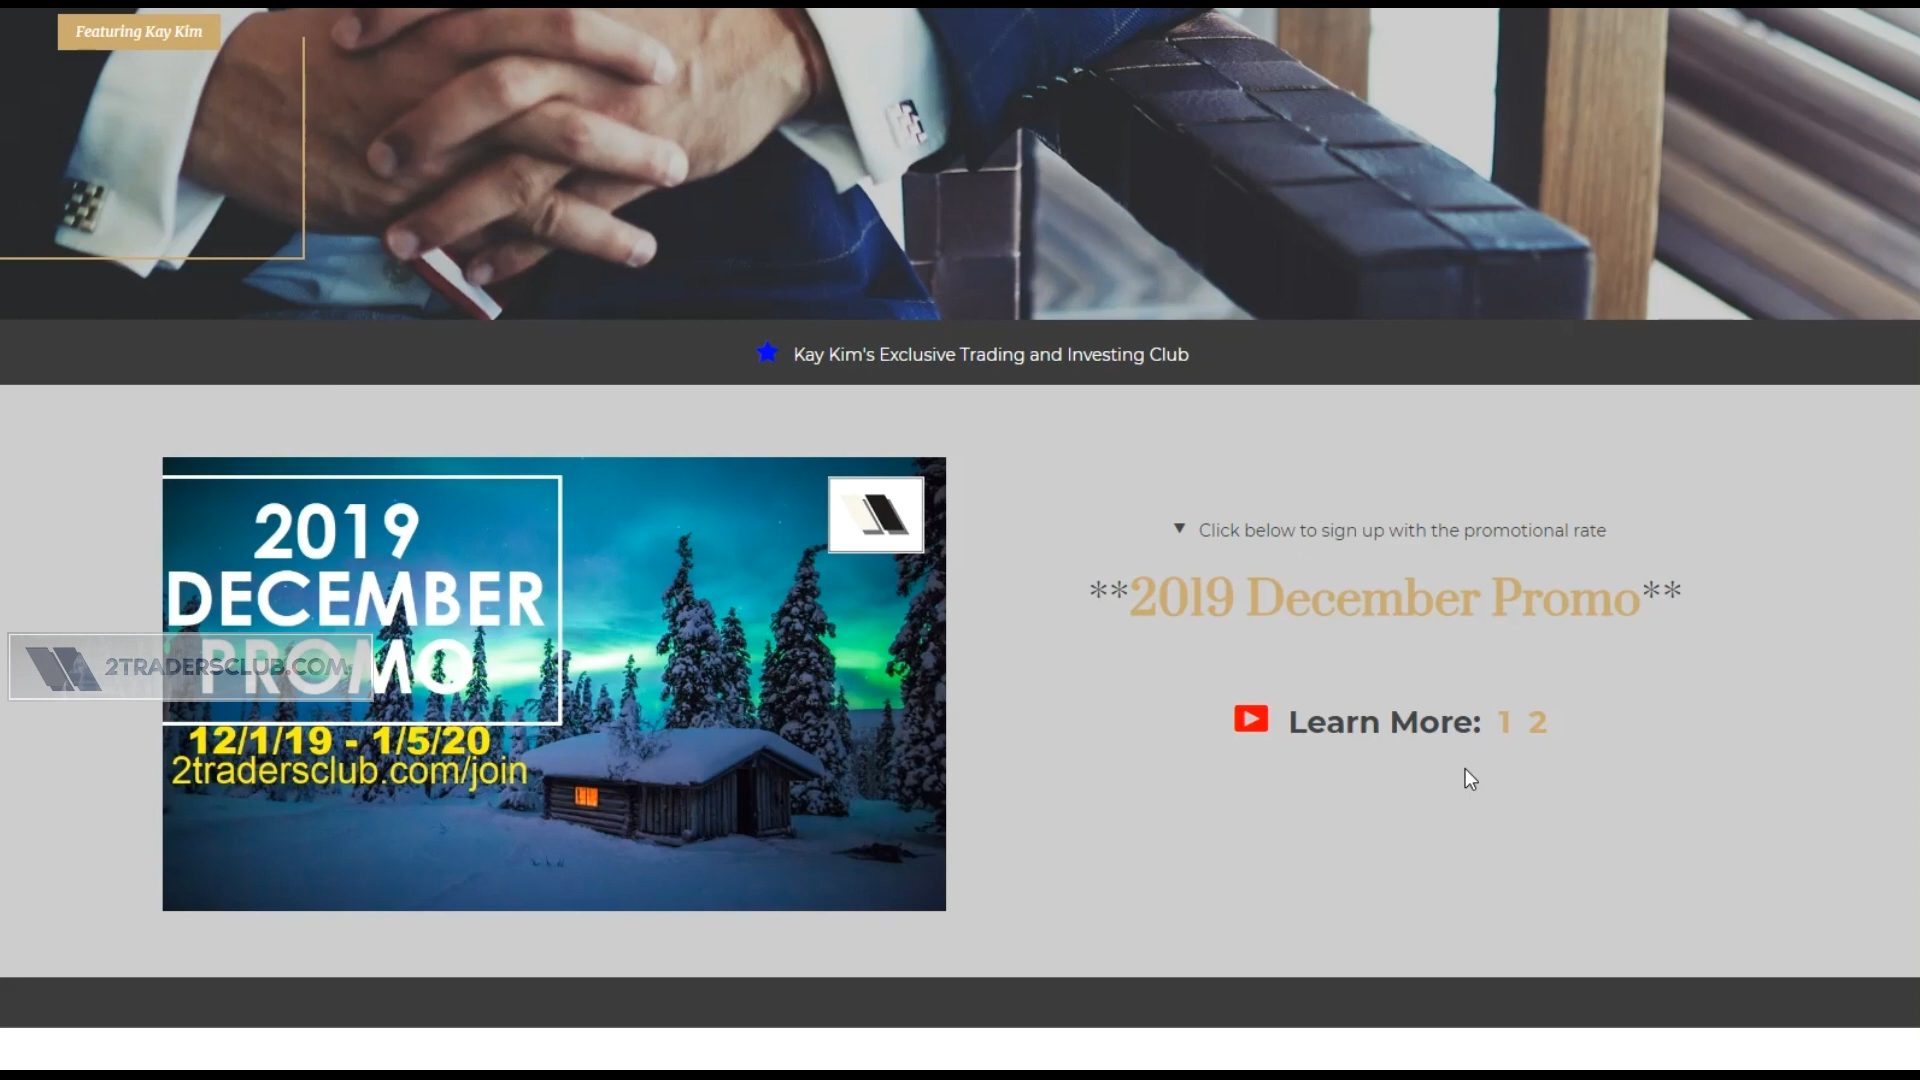 Featuring Kay Kim
Kay Kim's Exclusive Trading and Investing Club
2019
DECEMBER
PROMO
2TRADERSCLUB.COM
12/1/19 - 1/5/20
2tradersclub.com/join
Click below to sign up with the promotional rate
**2019 December Promo**
Learn More: 1 2